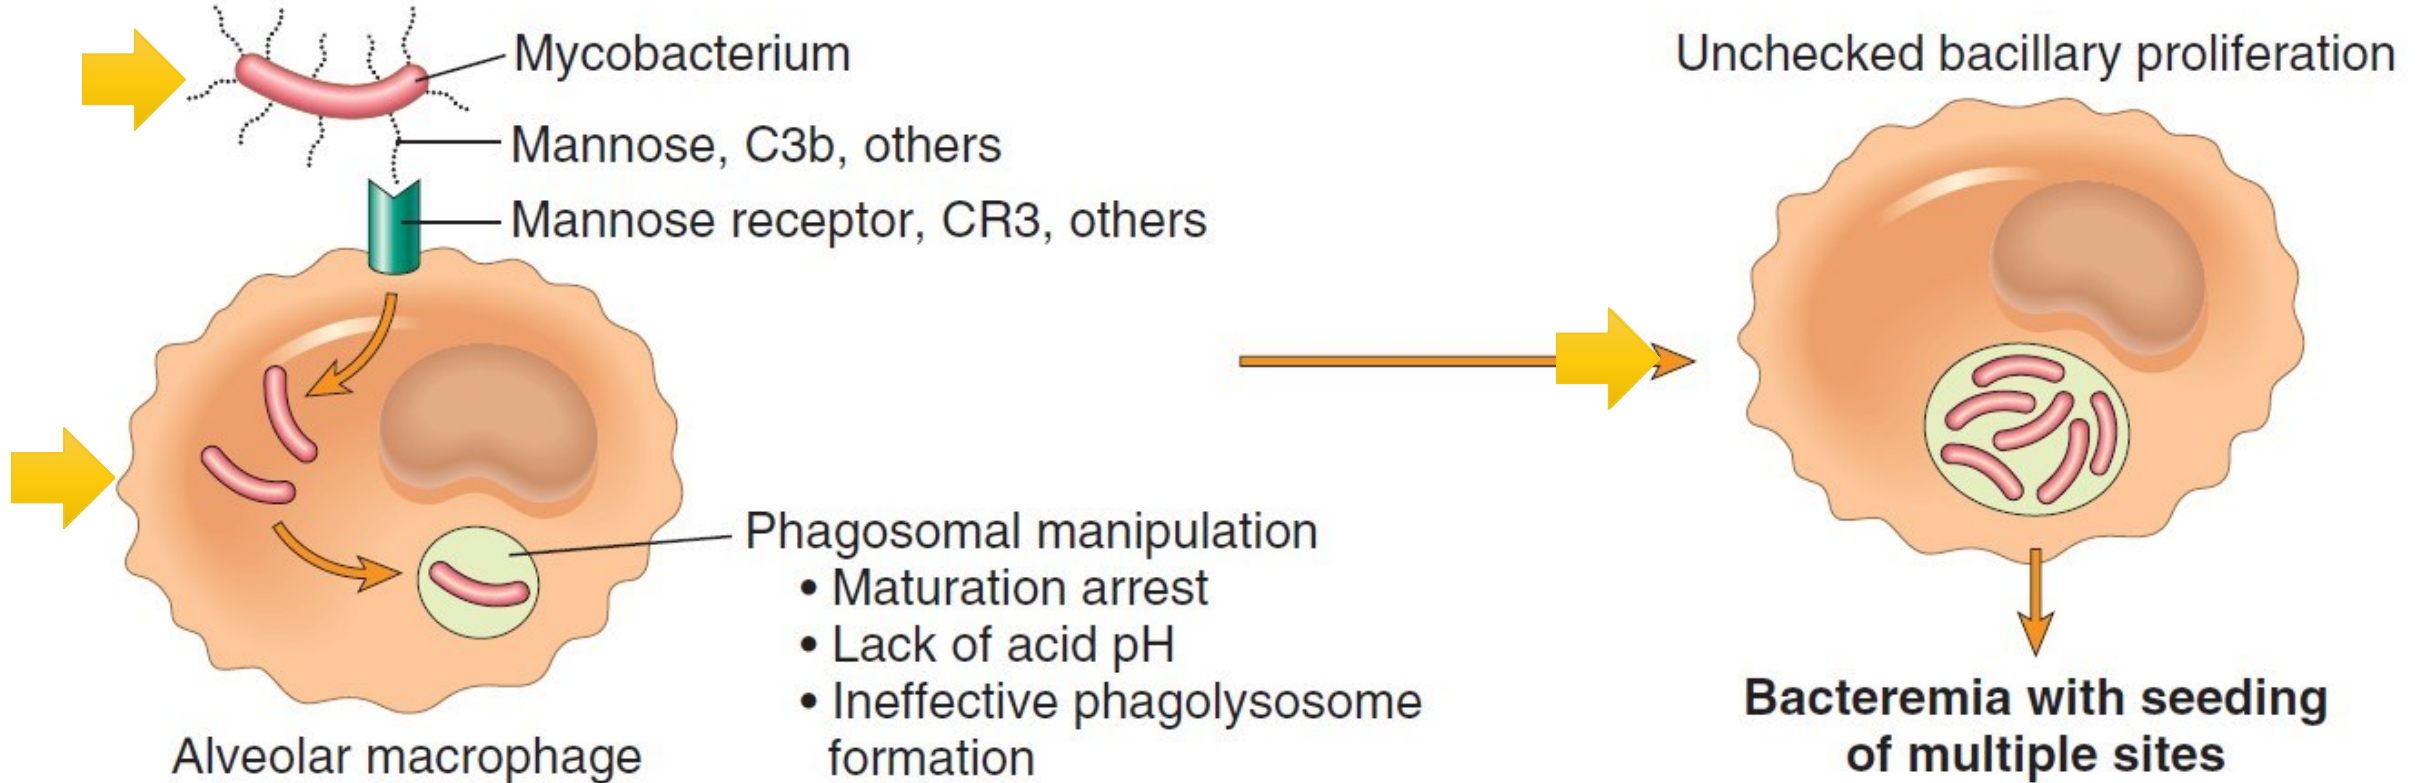 Mycobacterium
Mannose, C3b, others
Mannose receptor, CR3, others
Phagosomal manipulation
• Maturation arrest
• Lack of acid pH
• Ineffective phagolysosome
formation
Alveolar macrophage
Unchecked bacillary proliferation
Bacteremia with seeding
of multiple sites